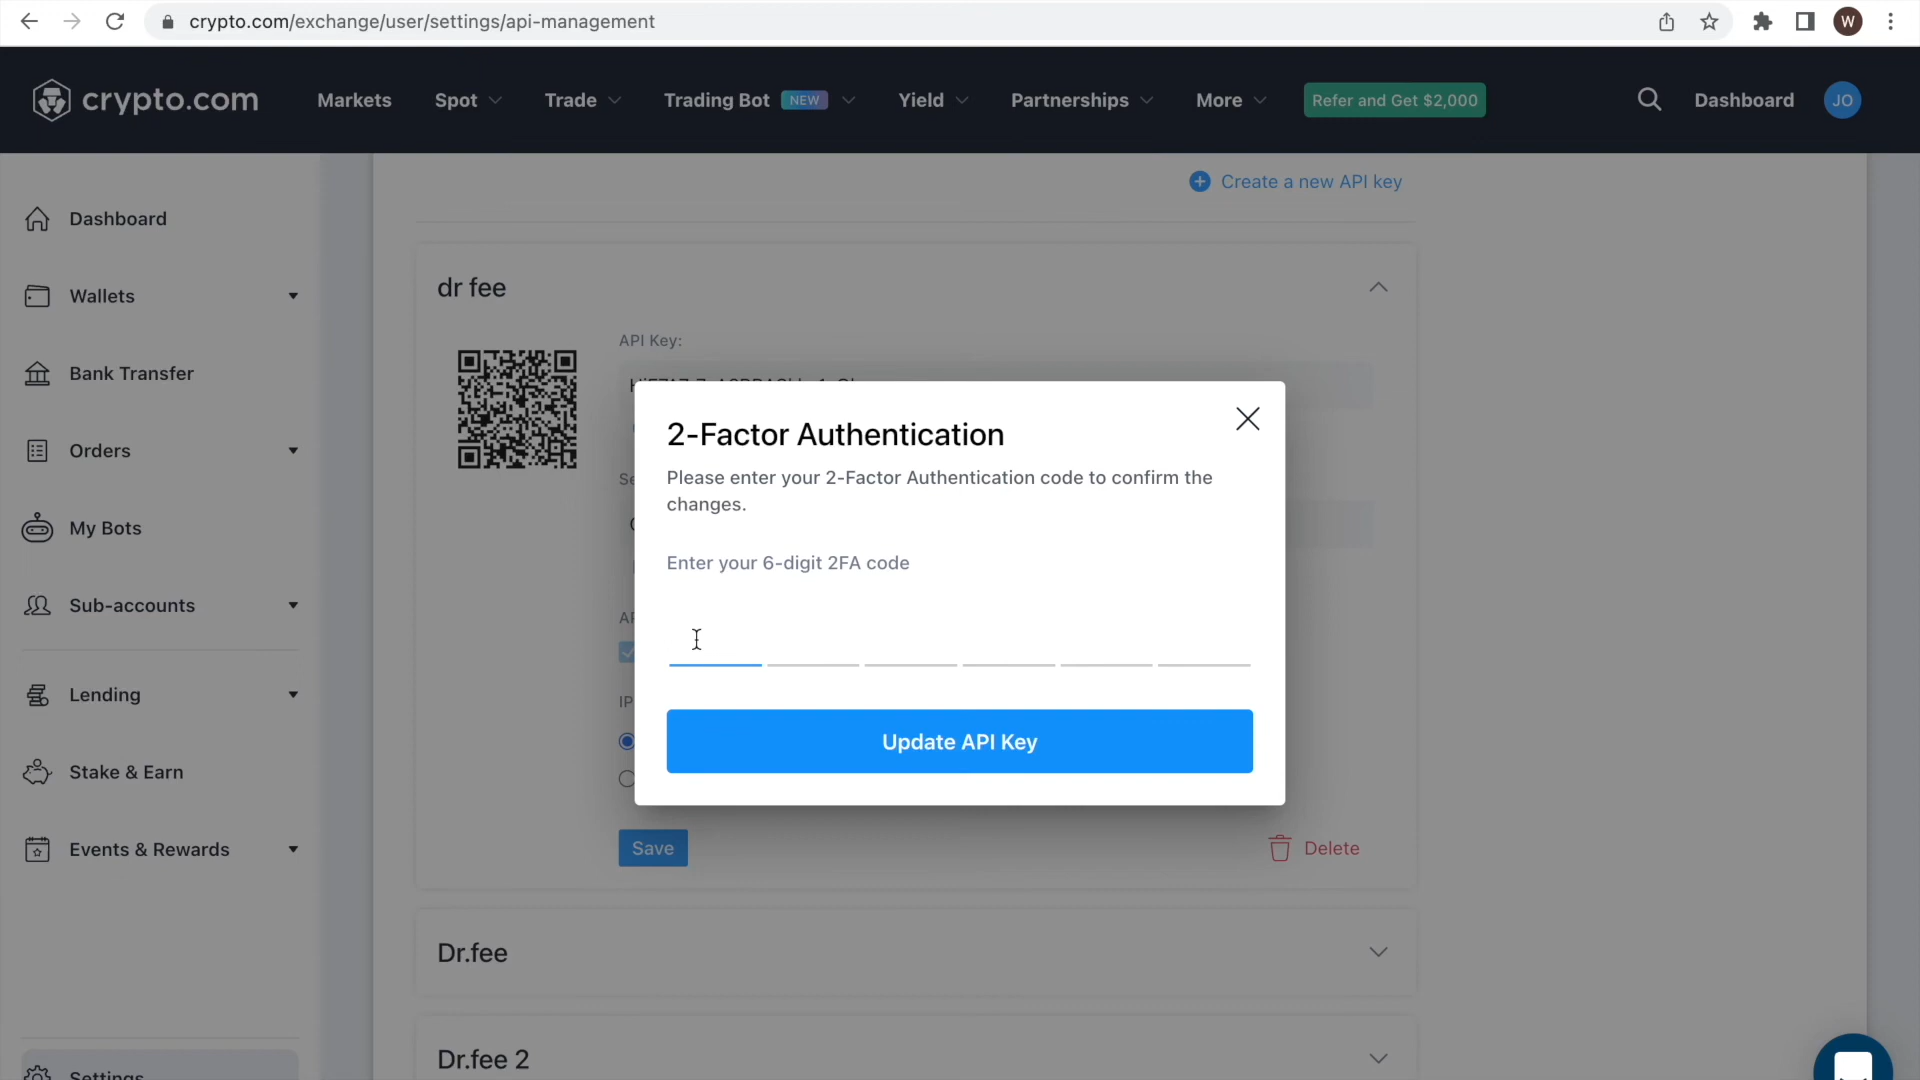 crypto.com/exchange/user/settings/api-management
W
crypto.com
Markets
Spot
Trade
Trading Bot NEW
Yield
Partnerships
More
Refer and Get $2,000
Dashboard
JO
Dashboard
Wallets
Bank Transfer
Orders
My Bots
Sub-accounts
Lending
Stake & Earn
Events & Rewards
Settings
Create a new API key
dr fee
API Key:
2-Factor Authentication
Please enter your 2-Factor Authentication code to confirm the
changes.
Enter your 6-digit 2FA code
Update API Key
IP
Save
Delete
Dr.fee
Dr.fee 2